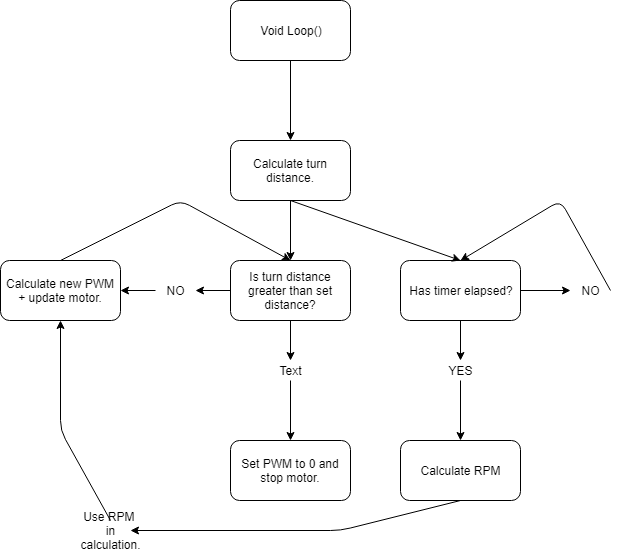 Void Loop()
Calculate turn
distance.
Calculate new PWM
+ update motor.
NO
Is turn distance
greater than set
distance?
Has timer elapsed?
NO
Text
YES
Set PWM to 0 and
stop motor.
Calculate RPM
Use RPM
in
calculation.